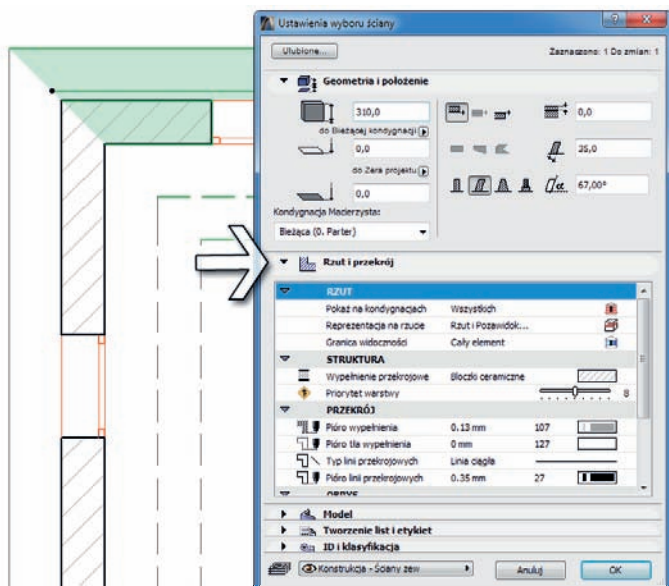 Ustawienia wyboru ściany
Ulubione...
Zaznaczono: 1 Do zmian: 1
Geometria i położenie
310,0
0,0
do Bieżącej kondygnacji
0,0
25,0
do Zera projektu
0,0
67,00°
Kondygnacja Macierzysta:
Bieżąca (0. Parter)
Rzut i przekrój
RZUT
Pokaż na kondygnacjach Wszystkich
Reprezentacja na rzucie Rzut i Pozawidok...
Granica widoczności Cały element
STRUKTURA
Wypełnienie przekrojowe Bloczki ceramiczne
Priorytet warstwy 8
PRZEKRÓJ
Pióro wypełnienia 0.13 mm 107
Pióro tła wypełnienia 0 mm 127
Typ linii przekrojowych Linia ciągła
Pióro linii przekrojowych 0.35 mm 27
OBRYS
Model
Tworzenie list i etykiet
ID i klasyfikacja
Konstrukcja - Ściany zew
Anuluj
OK